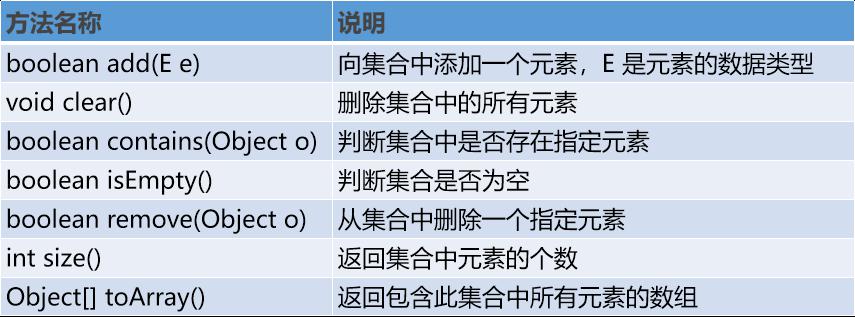 方法名称 说明
boolean add(E e) 向集合中添加一个元素，E 是元素的数据类型
void clear() 删除集合中的所有元素
boolean contains(Object o) 判断集合中是否存在指定元素
boolean isEmpty() 判断集合是否为空
boolean remove(Object o) 从集合中删除一个指定元素
int size() 返回集合中元素的个数
Object[] toArray() 返回包含此集合中所有元素的数组